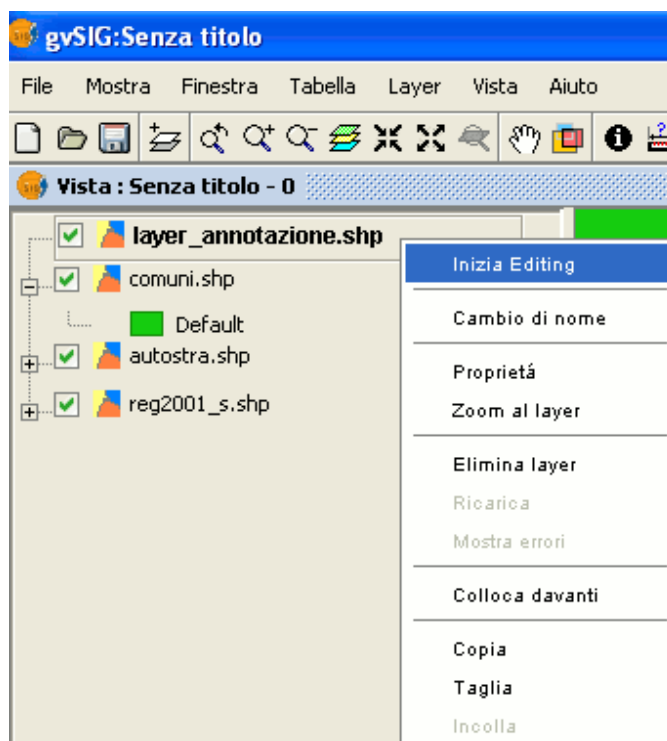 gvSIG:Senza titolo
File Mostra Finestra Tabella Layer Vista Aiuto
SIG Vista : Senza titolo - 0
layer_annotazione.shp
comuni.shp
Default
autostra.shp
reg2001_s.shp
Inizia Editing
Cambio di nome
Proprietá
Zoom al layer
Elimina layer
Ricarica
Mostra errori
Colloca davanti
Copia
Taglia
Incolla